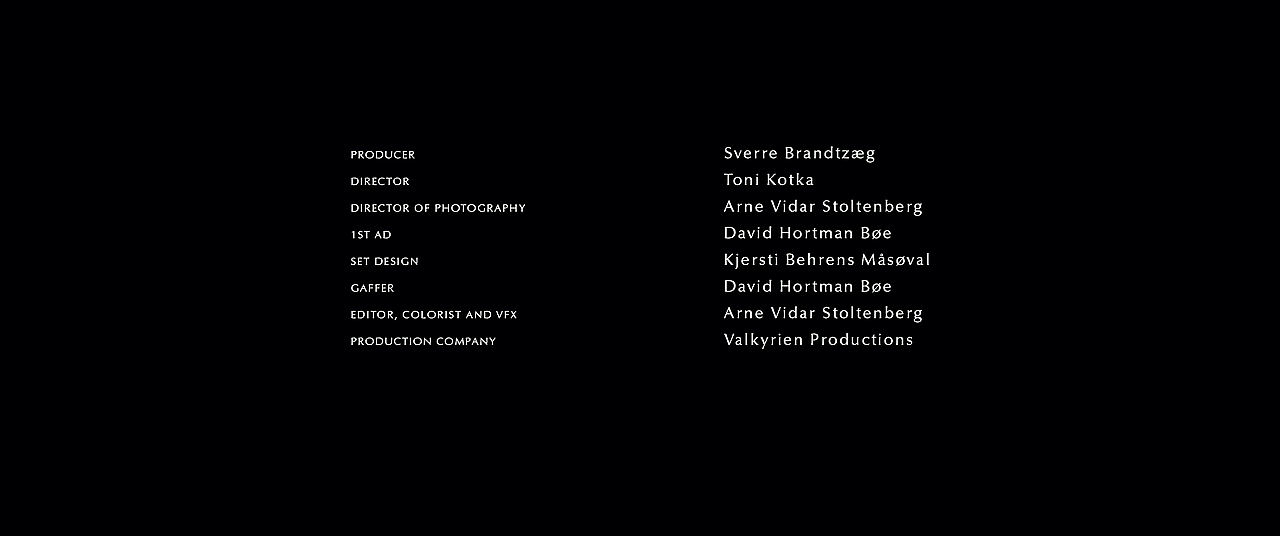 PRODUCER Sverre Brandtzæg
DIRECTOR Toni Kotka
DIRECTOR OF PHOTOGRAPHY Arne Vidar Stoltenberg
1ST AD David Hortman Bøe
SET DESIGN Kjersti Behrens Måsøval
GAFFER David Hortman Bøe
EDITOR, COLORIST AND VFX Arne Vidar Stoltenberg
PRODUCTION COMPANY Valkyrien Productions